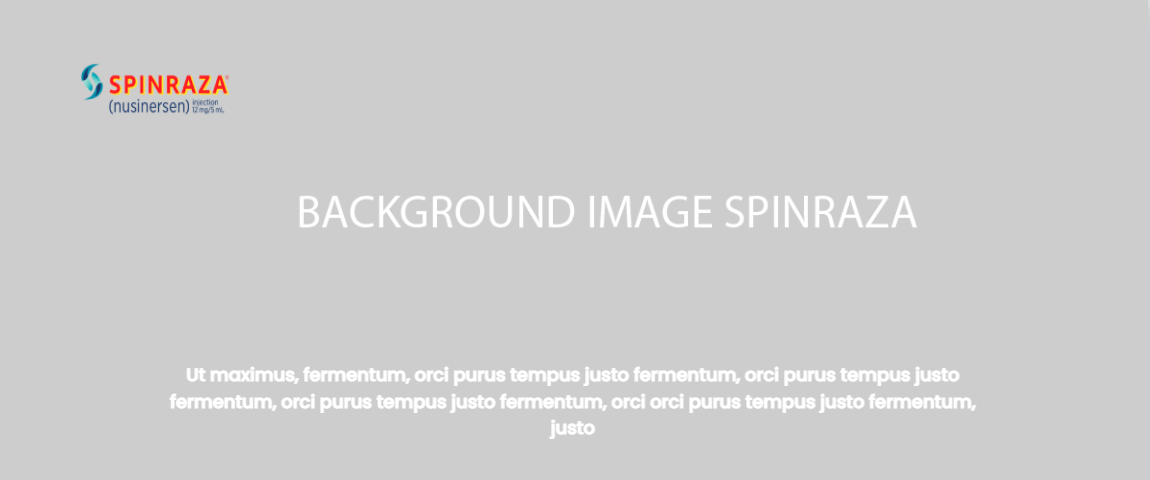 SPINRAZA®
(nusinersen) injection
12 mg/5 mL
BACKGROUND IMAGE SPINRAZA
Ut maximus, fermentum, orci purus tempus justo fermentum, orci purus tempus justo
fermentum, orci purus tempus justo fermentum, orci orci purus tempus justo fermentum,
justo